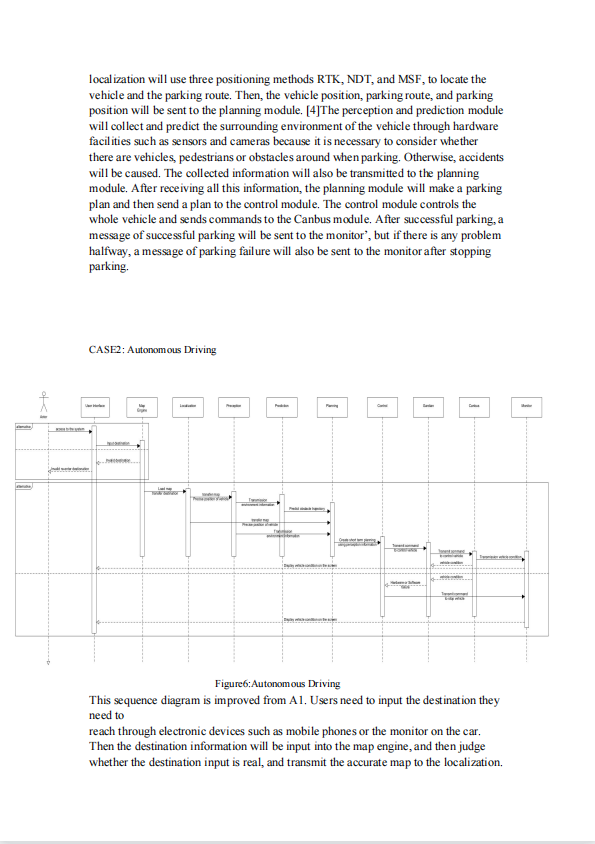 localization will use three positioning methods RTK, NDT, and MSF, to locate the
vehicle and the parking route. Then, the vehicle position, parking route, and parking
position will be sent to the planning module. [4]The perception and prediction module
will collect and predict the surrounding environment of the vehicle through hardware
facilities such as sensors and cameras because it is necessary to consider whether
there are vehicles, pedestrians or obstacles around when parking. Otherwise, accidents
will be caused. The collected information will also be transmitted to the planning
module. After receiving all this information, the planning module will make a parking
plan and then send a plan to the control module. The control module controls the
whole vehicle and sends commands to the Canbus module. After successful parking, a
message of successful parking will be sent to the monitor’, but if there is any problem
halfway, a message of parking failure will also be sent to the monitor after stopping
parking.
CASE2: Autonomous Driving
User Interface
Map
Engine
Localization
Perception
Prediction
Planning
Control
Guardian
Canbus
Monitor
Actor
alternative
access to the system
Input destination
Invalid destination
Invalid reenter destination
alternative
Load map
transfer destination
transfer map
Precise position of vehicle
Transmission
environment information
Predict obstacle trajectory
transfer map
Precise position of vehicle
Transmission
environment information
Create short term planning
using perception information
Transmit command
to control vehicle
Transmit command
to control vehicle
Transmission vehicle condition
vehicle condition
Display vehicle condition on the screen
vehicle condition
Hardware or Software
failure
Transmit command
to stop vehicle
Display vehicle condition on the screen
Figure6:Autonomous Driving
This sequence diagram is improved from A1. Users need to input the destination they
need to
reach through electronic devices such as mobile phones or the monitor on the car.
Then the destination information will be input into the map engine, and then judge
whether the destination input is real, and transmit the accurate map to the localization.